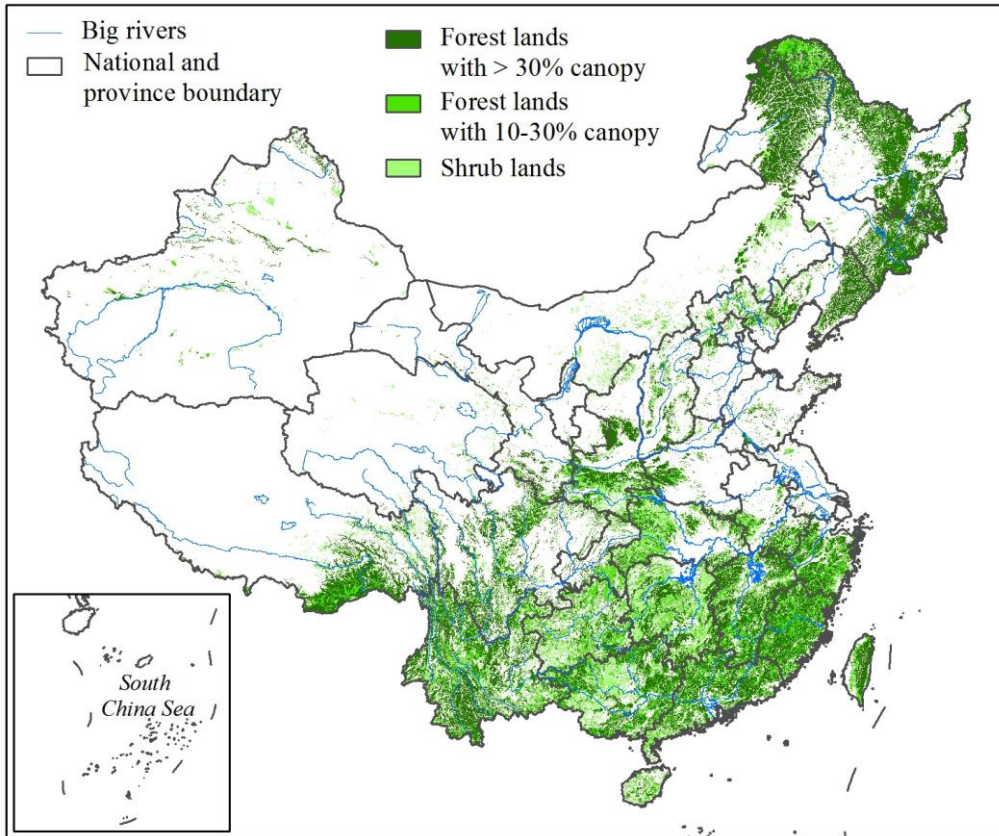 Big rivers
National and
province boundary
Forest lands
with > 30% canopy
Forest lands
with 10-30% canopy
Shrub lands
South
China Sea